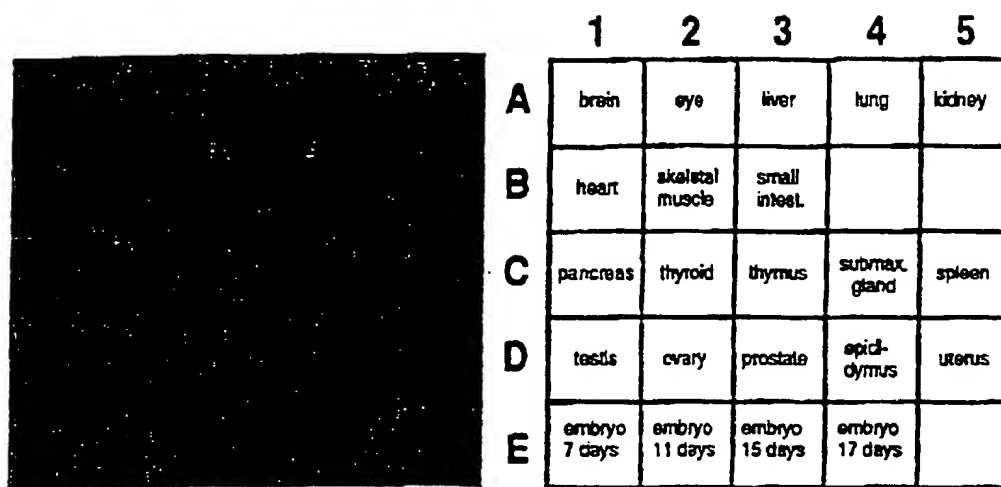 1 2 3 4 5
A brain eye liver lung kidney
B heart skeletal muscle small intest.
C pancreas thyroid thymus submax. gland spleen
D testis ovary prostate epidi-dymus uterus
E embryo 7 days embryo 11 days embryo 15 days embryo 17 days